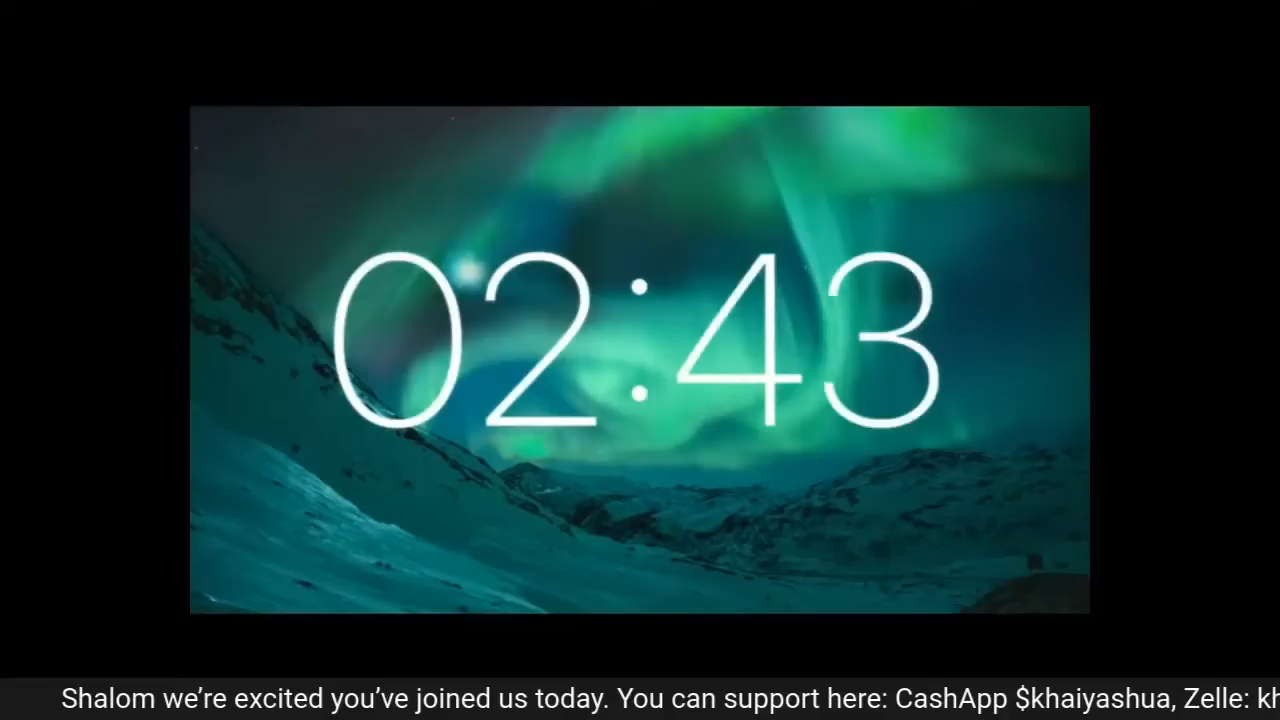 02:43
Shalom we’re excited you’ve joined us today. You can support here: CashApp $khaiyashua, Zelle: